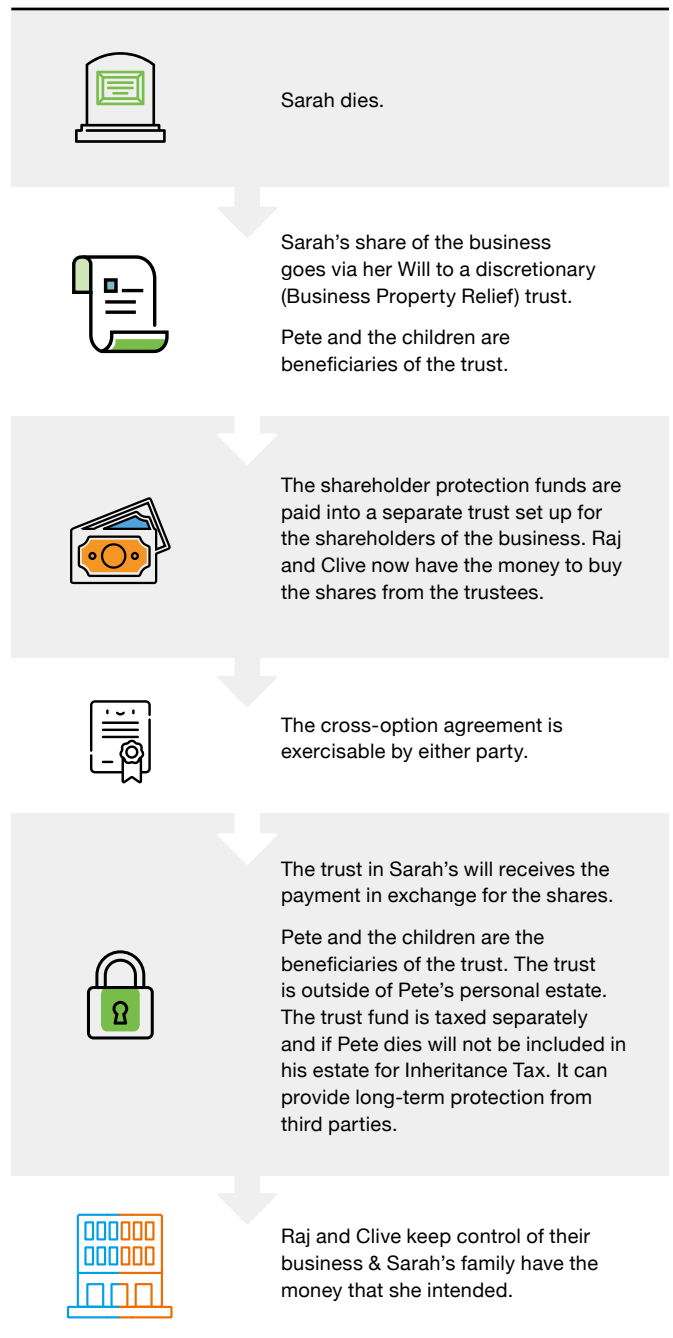 Sarah dies.
Sarah’s share of the business
goes via her Will to a discretionary
(Business Property Relief) trust.
Pete and the children are
beneficiaries of the trust.
The shareholder protection funds are
paid into a separate trust set up for
the shareholders of the business. Raj
and Clive now have the money to buy
the shares from the trustees.
The cross-option agreement is
exercisable by either party.
The trust in Sarah’s will receives the
payment in exchange for the shares.
Pete and the children are the
beneficiaries of the trust. The trust
is outside of Pete’s personal estate.
The trust fund is taxed separately
and if Pete dies will not be included in
his estate for Inheritance Tax. It can
provide long-term protection from
third parties.
Raj and Clive keep control of their
business & Sarah’s family have the
money that she intended.